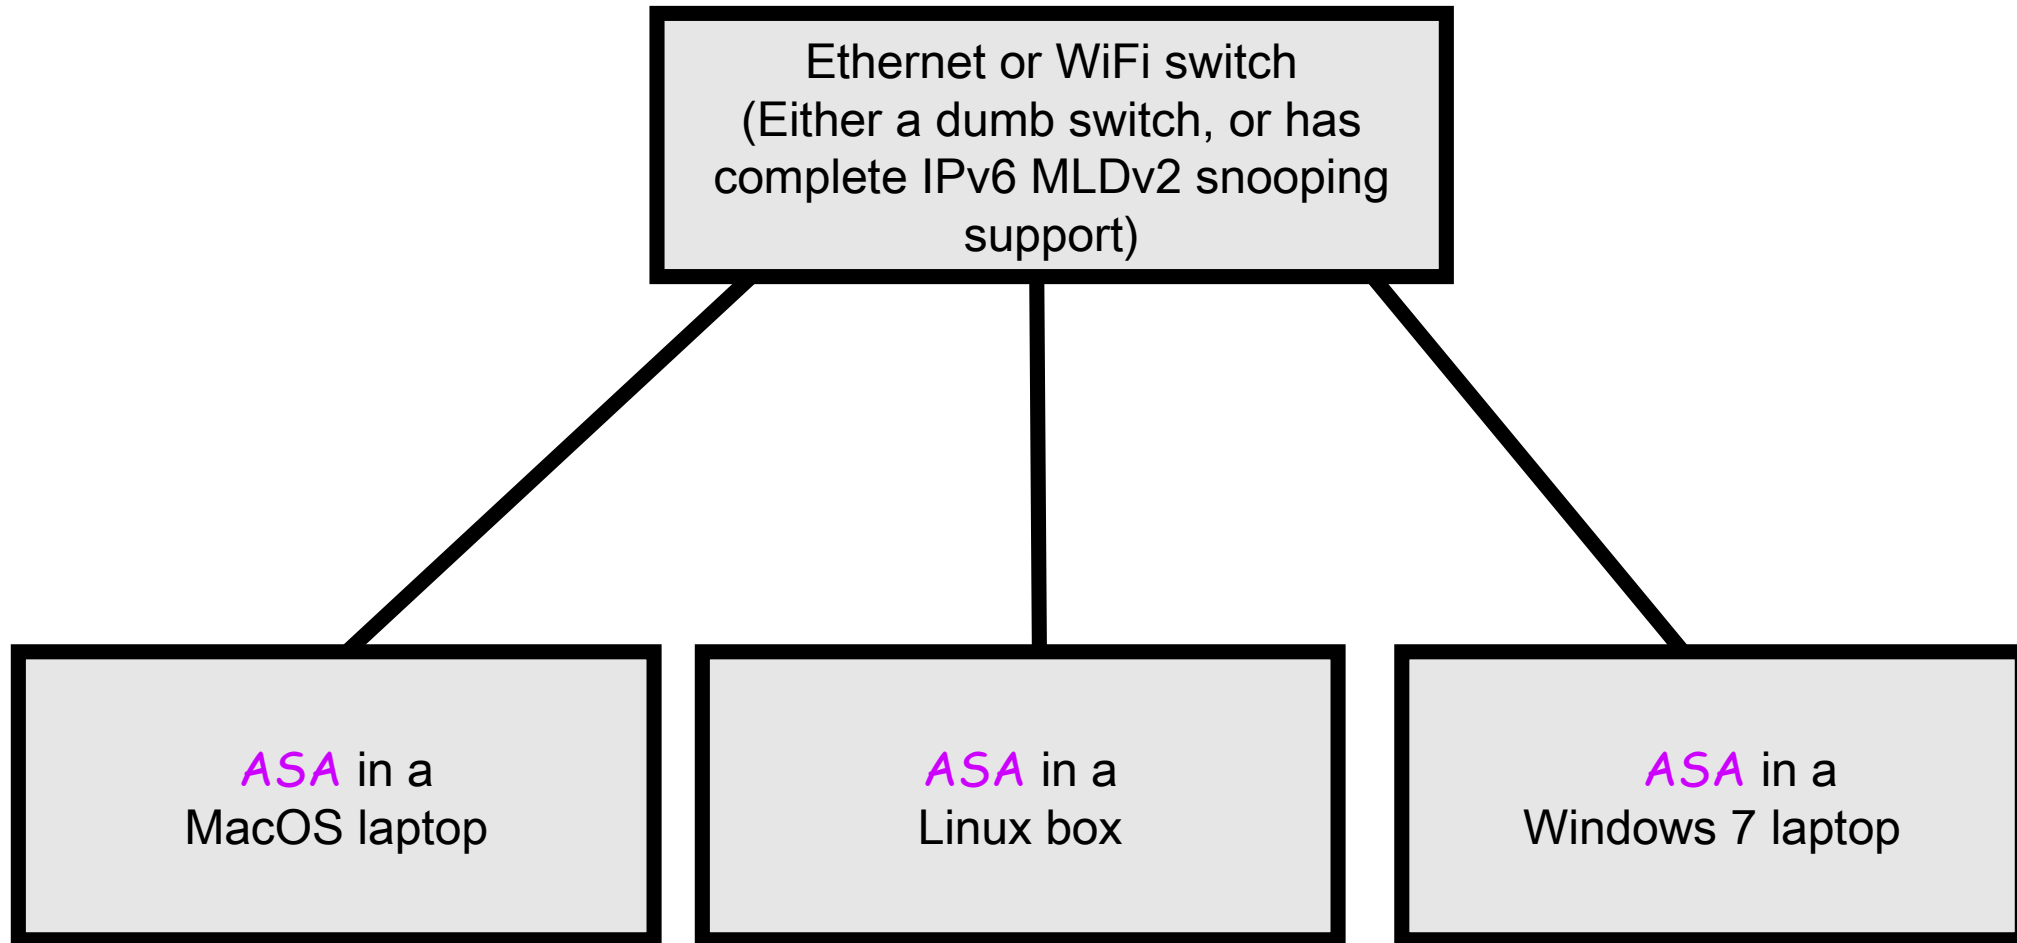 Ethernet or WiFi switch
(Either a dumb switch, or has
complete IPv6 MLDv2 snooping
support)
ASA in a
MacOS laptop
ASA in a
Linux box
ASA in a
Windows 7 laptop